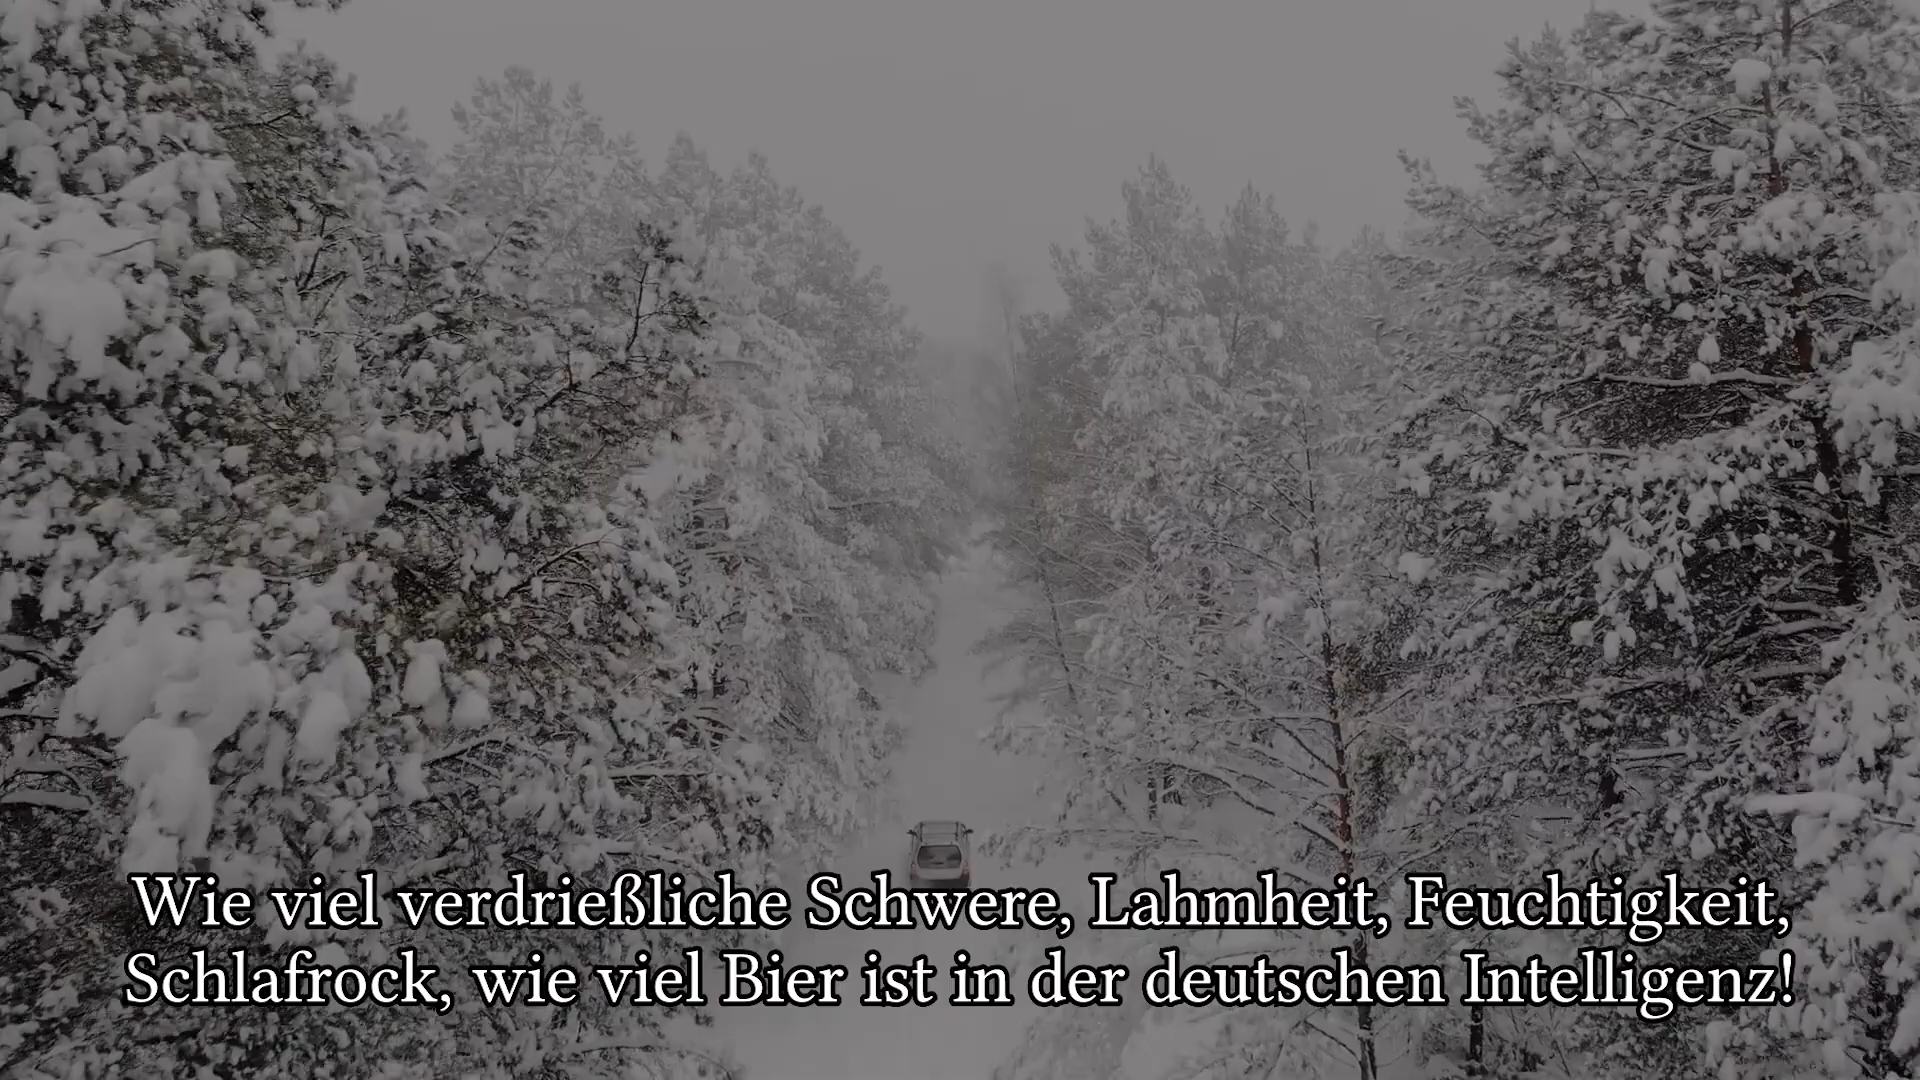 Wie viel verdrießliche Schwere, Lahmheit, Feuchtigkeit,
Schlafrock, wie viel Bier ist in der deutschen Intelligenz!